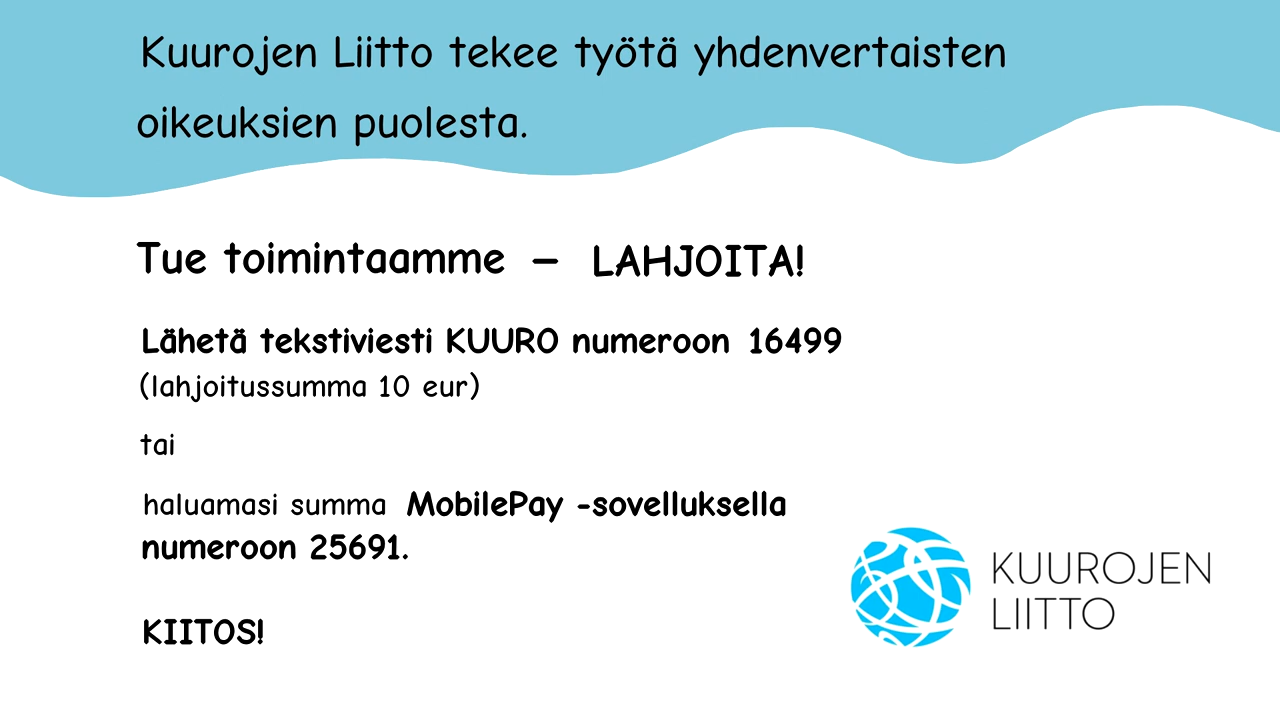 Kuurojen Liitto tekee työtä yhdenvertaisten
oikeuksien puolesta.
Tue toimintaamme – LAHJOITA!
Lähetä tekstiviesti KUURO numeroon 16499
(lahjoitussumma 10 eur)
tai
haluamasi summa MobilePay -sovelluksella
numeroon 25691.
KIITOS!
KUUROJEN
LIITTO